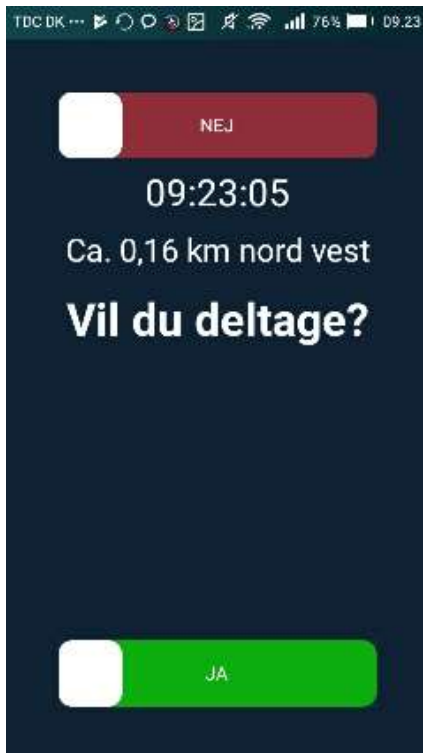 TDC DK ... 76% 09.23
NEJ
09:23:05
Ca. 0,16 km nord vest
Vil du deltage?
JA